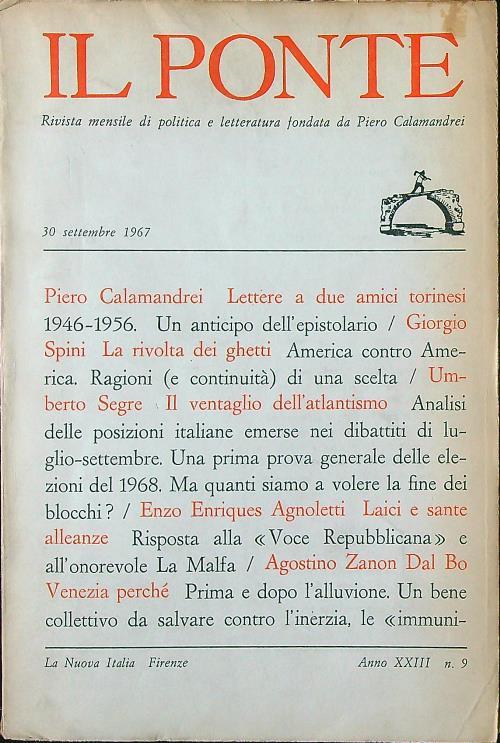 IL PONTE
Rivista mensile di politica e letteratura fondata da Piero Calamandrei
30 settembre 1967
Piero Calamandrei Lettere a due amici torinesi
1946-1956. Un anticipo dell'epistolario / Giorgio
Spini La rivolta dei ghetti America contro Ame-
rica. Ragioni (e continuità) di una scelta / Um-
berto Segre Il ventaglio dell'atlantismo Analisi
delle posizioni italiane emerse nei dibattiti di lu-
glio-settembre. Una prima prova generale delle ele-
zioni del 1968. Ma quanti siamo a volere la fine dei
blocchi? / Enzo Enriques Agnoletti Laici e sante
alleanze Risposta alla «Voce Repubblicana» e
all'onorevole La Malfa / Agostino Zanon Dal Bo
Venezia perché Prima e dopo l'alluvione. Un bene
collettivo da salvare contro l'inerzia, le «immuni-
La Nuova Italia Firenze Anno XXIII n. 9